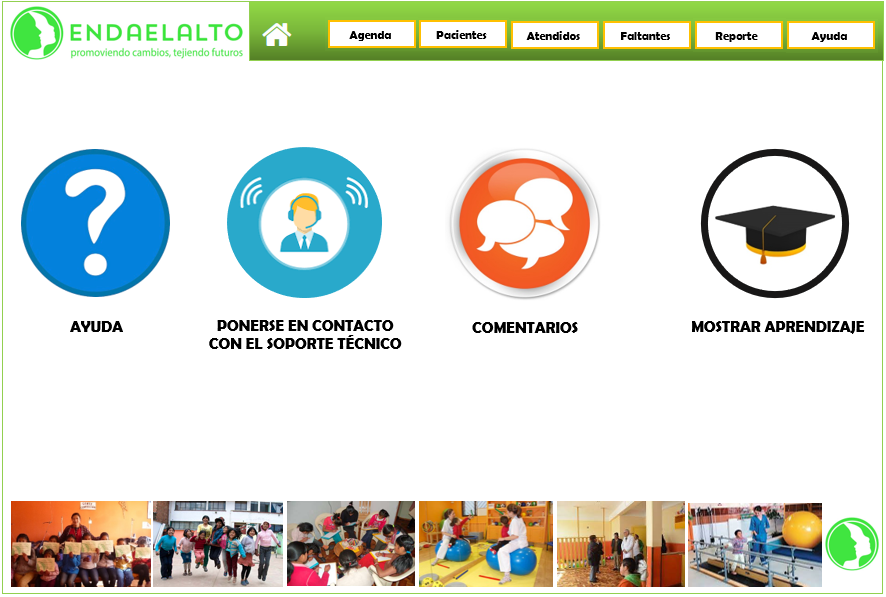 ENDAELALTO
promoviendo cambios, tejiendo futuros
Agenda
Pacientes
Atendidos
Faltantes
Reporte
Ayuda
AYUDA
PONERSE EN CONTACTO
CON EL SOPORTE TÉCNICO
COMENTARIOS
MOSTRAR APRENDIZAJE